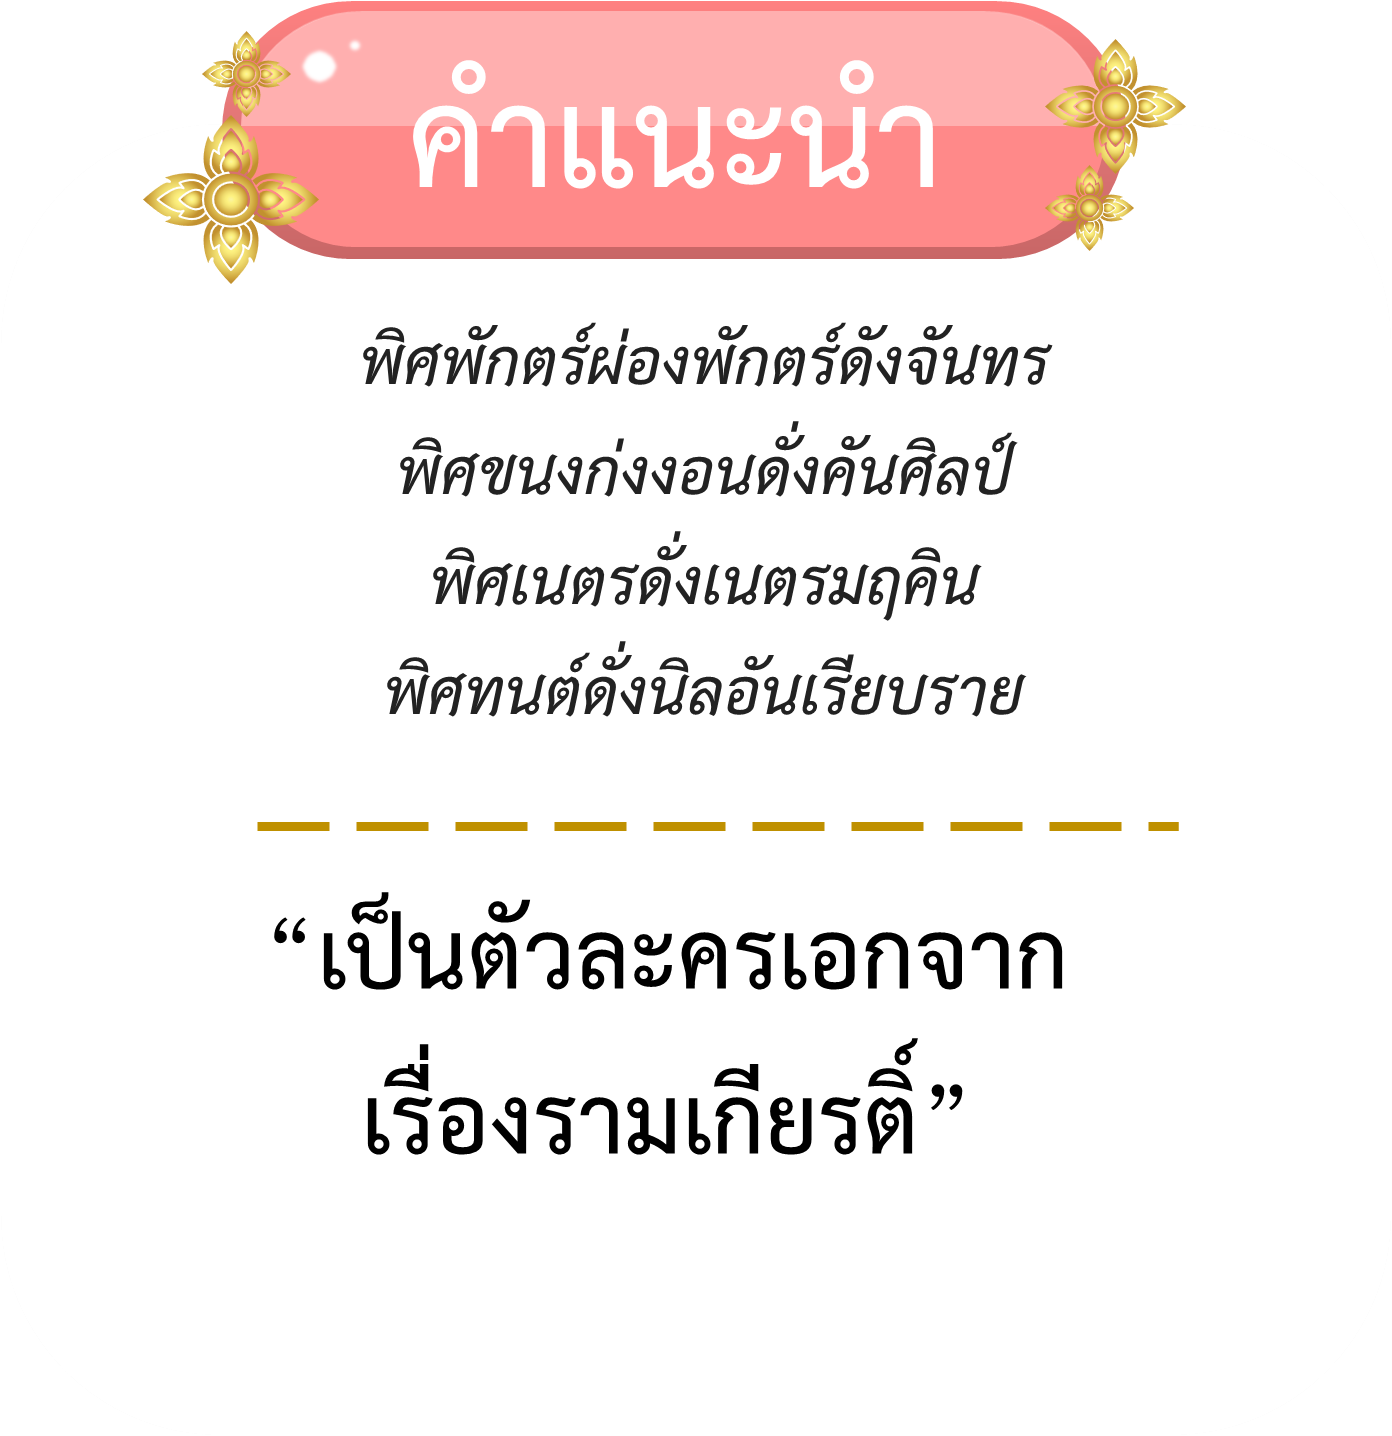 คำแนะนำ
พิศพักตร์ผ่องพักตร์ดังจันทร
พิศขนงก่งงอนดั่งคันศิลป์
พิศเนตรดั่งเนตรมฤคิน
พิศทนต์ดั่งนิลอันเรียบราย
“เป็นตัวละครเอกจาก
เรื่องรามเกียรติ์”